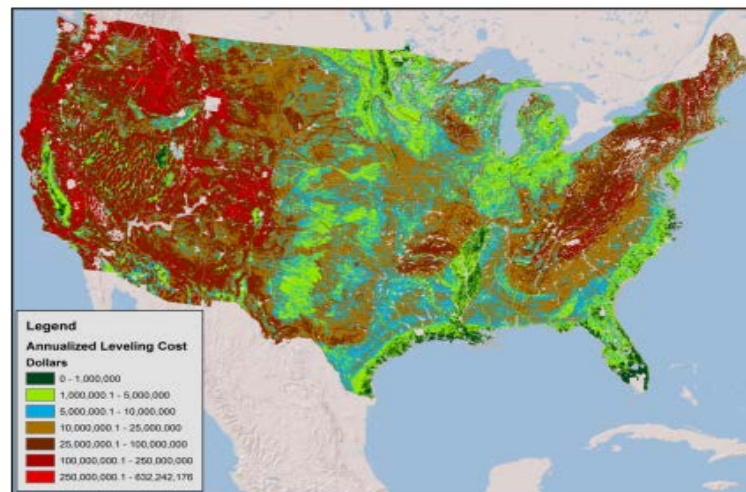 Legend
Annualized Leveling Cost
Dollars
0 - 1,000,000
1,000,000.1 - 5,000,000
5,000,000.1 - 10,000,000
10,000,000.1 - 25,000,000
25,000,000.1 - 100,000,000
100,000,000.1 - 250,000,000
250,000,000.1 - 632,242,176